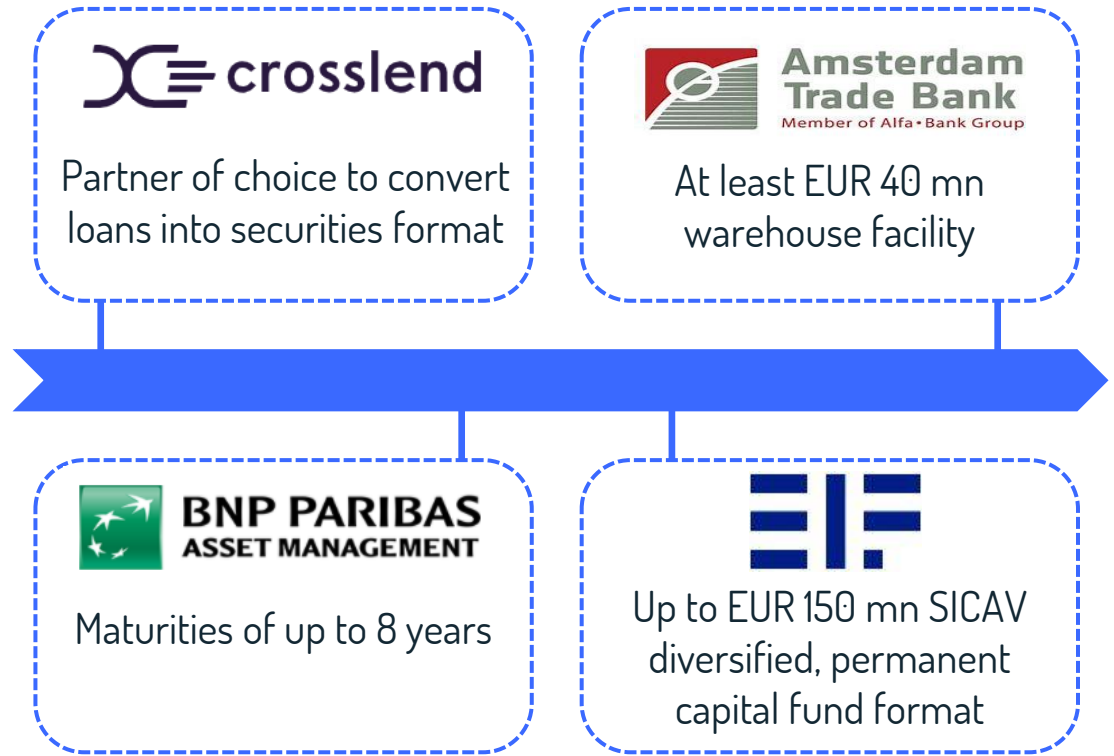 crosslend
Partner of choice to convert
loans into securities format
Amsterdam
Trade Bank
Member of Alfa•Bank Group
At least EUR 40 mn
warehouse facility
BNP PARIBAS
ASSET MANAGEMENT
Maturities of up to 8 years
EIF
Up to EUR 150 mn SICAV
diversified, permanent
capital fund format